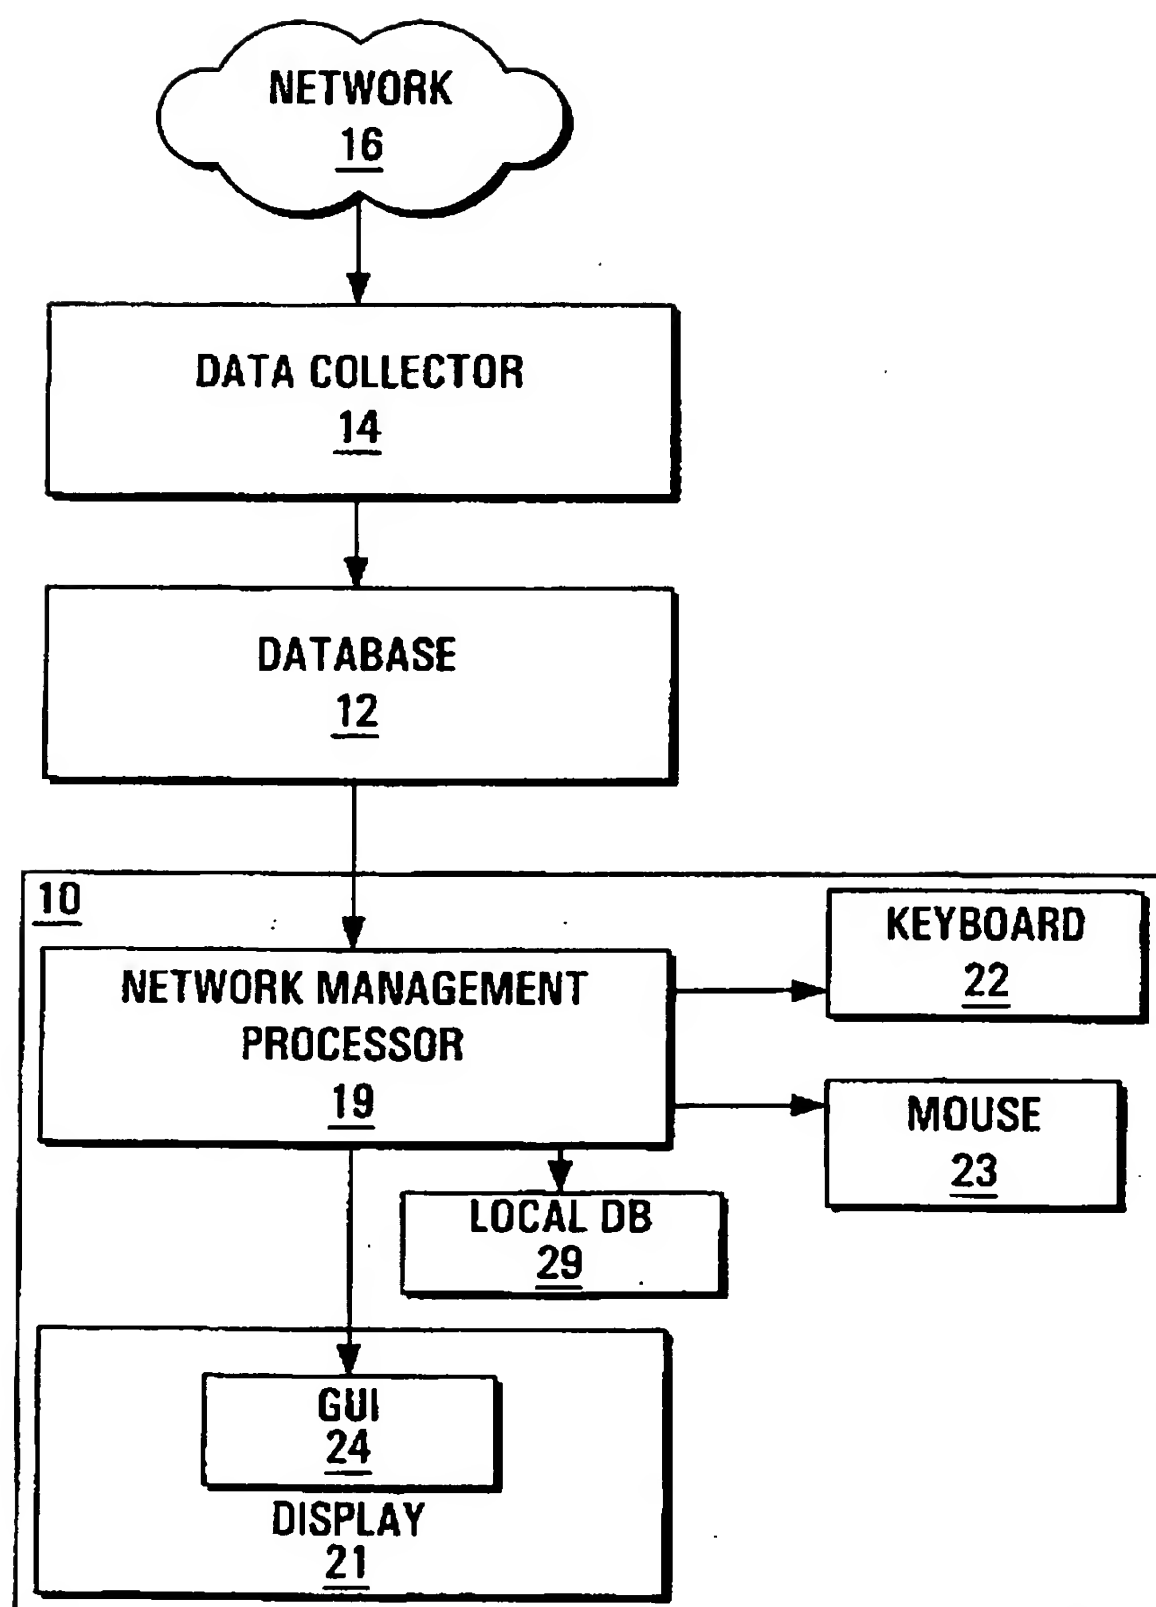 NETWORK
16
DATA COLLECTOR
14
DATABASE
12
10
KEYBOARD
22
NETWORK MANAGEMENT
PROCESSOR
19
MOUSE
23
LOCAL DB
29
GUI
24
DISPLAY
21